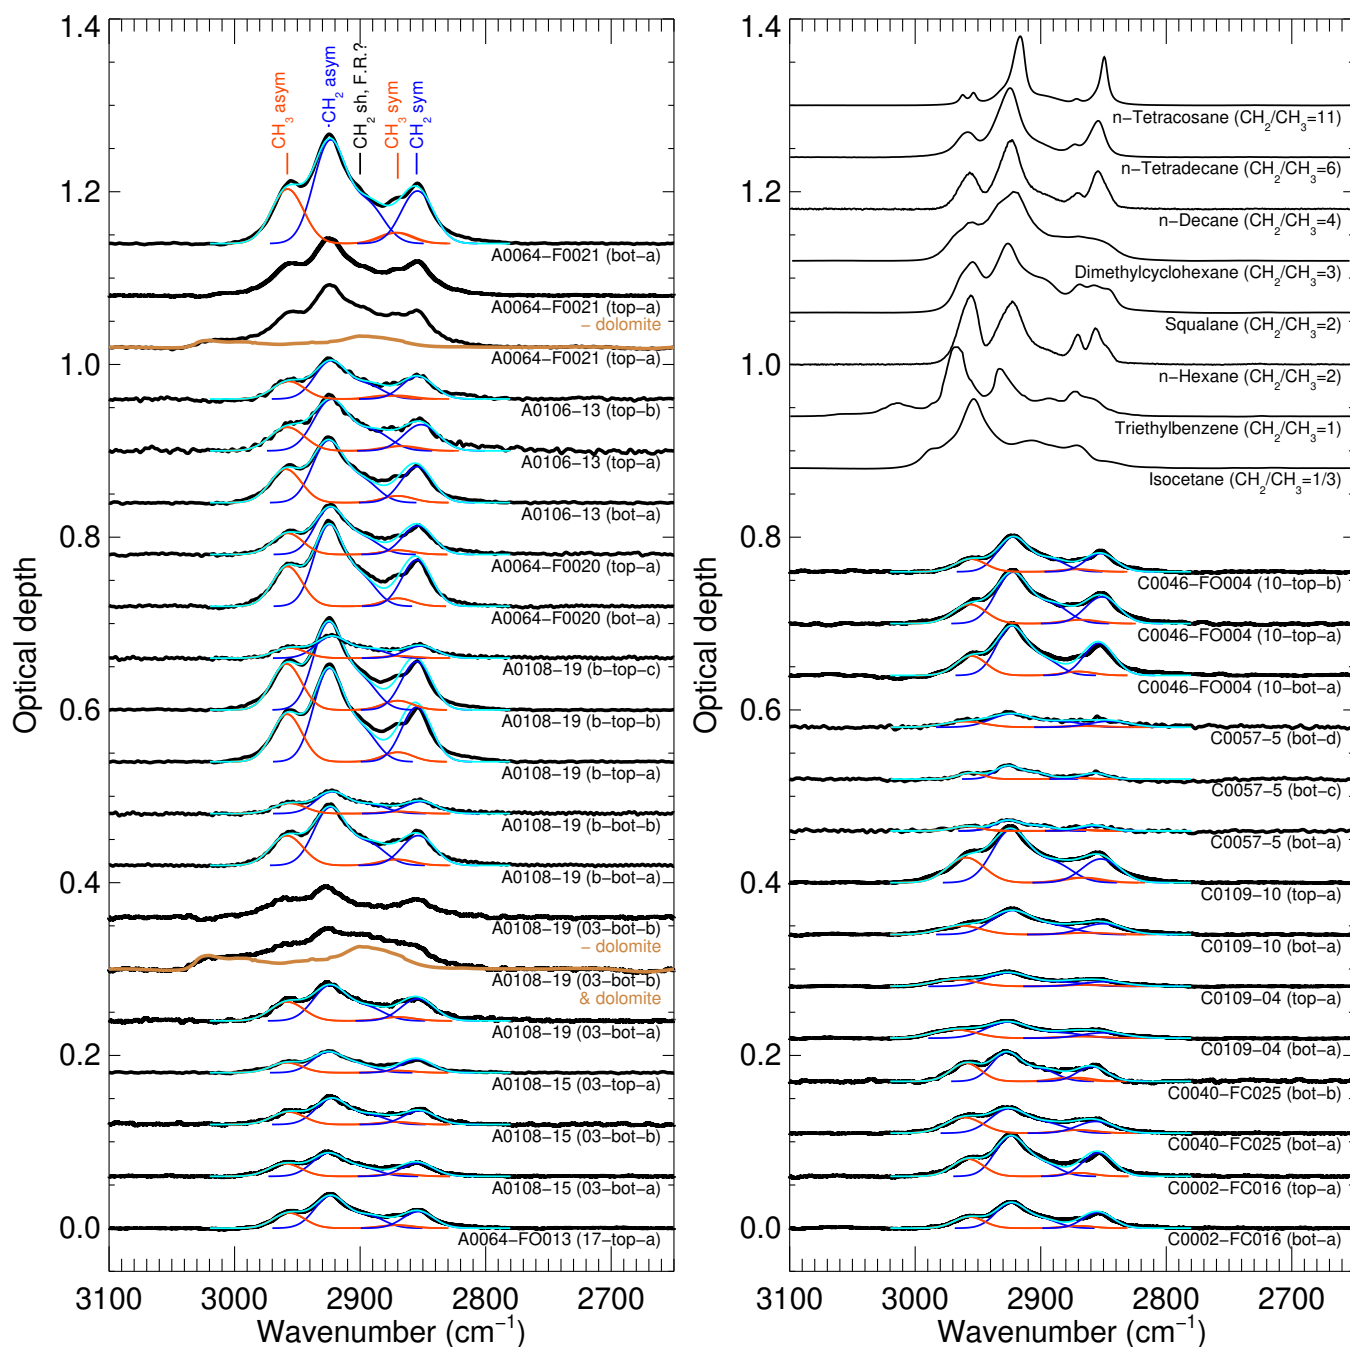 1.4
1.2
1.0
0.8
0.6
0.4
0.2
0.0
Optical depth
CH3 asym
CH2 asym
CH2 sh, F.R.?
CH3 sym
CH2 sym
A0064−F0021 (bot−a)
A0064−F0021 (top−a)
− dolomite
A0064−F0021 (top−a)
A0106−13 (top−b)
A0106−13 (top−a)
A0106−13 (bot−a)
A0064−F0020 (top−a)
A0064−F0020 (bot−a)
A0108−19 (b−top−c)
A0108−19 (b−top−b)
A0108−19 (b−top−a)
A0108−19 (b−bot−b)
A0108−19 (b−bot−a)
A0108−19 (03−bot−b)
− dolomite
A0108−19 (03−bot−b)
& dolomite
A0108−19 (03−bot−a)
A0108−15 (03−top−a)
A0108−15 (03−bot−b)
A0108−15 (03−bot−a)
A0064−FO013 (17−top−a)
3100 3000 2900 2800
Wavenumber (cm−1)
1.4
1.2
1.0
0.8
0.6
0.4
0.2
0.0
Optical depth
n−Tetracosane (CH2/CH3=11)
n−Tetradecane (CH2/CH3=6)
n−Decane (CH2/CH3=4)
Dimethylcyclohexane (CH2/CH3=3)
Squalane (CH2/CH3=2)
n−Hexane (CH2/CH3=2)
Triethylbenzene (CH2/CH3=1)
Isocetane (CH2/CH3=1/3)
C0046−FO004 (10−top−b)
C0046−FO004 (10−top−a)
C0046−FO004 (10−bot−a)
C0057−5 (bot−d)
C0057−5 (bot−c)
C0057−5 (bot−a)
C0109−10 (top−a)
C0109−10 (bot−a)
C0109−04 (top−a)
C0109−04 (bot−a)
C0040−FC025 (bot−b)
C0040−FC025 (bot−a)
C0002−FC016 (top−a)
C0002−FC016 (bot−a)
3100 3000 2900 2800 2700
Wavenumber (cm−1)